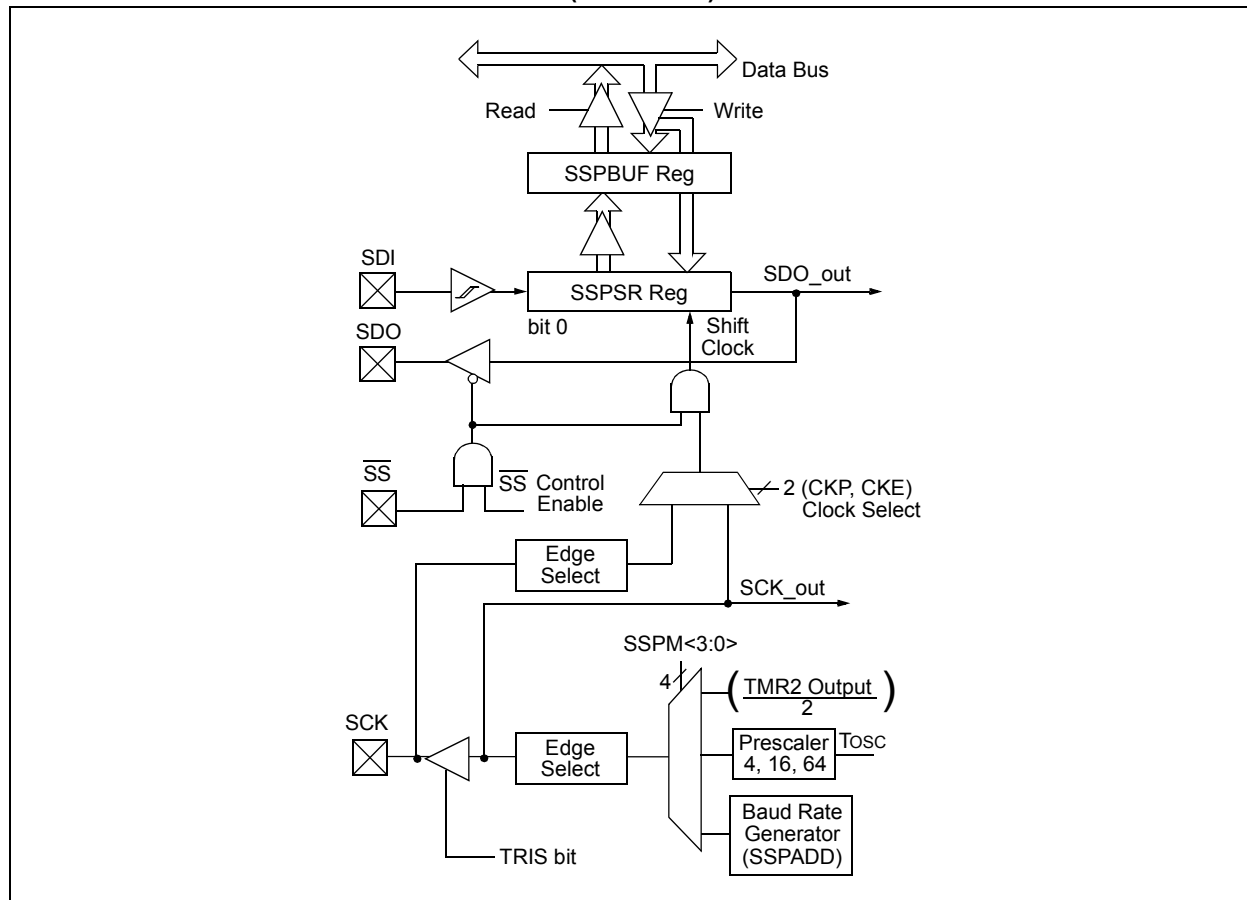 Data Bus
Read
Write
SSPBUF Reg
SDI
SDO_out
SSPSR Reg
bit 0
Shift
Clock
SDO
SS
SS Control
Enable
2 (CKP, CKE)
Clock Select
Edge
Select
SCK_out
SSPM<3:0>
4
(TMR2 Output)
2
SCK
Edge
Select
Prescaler
4, 16, 64
TOSC
Baud Rate
Generator
(SSPADD)
TRIS bit